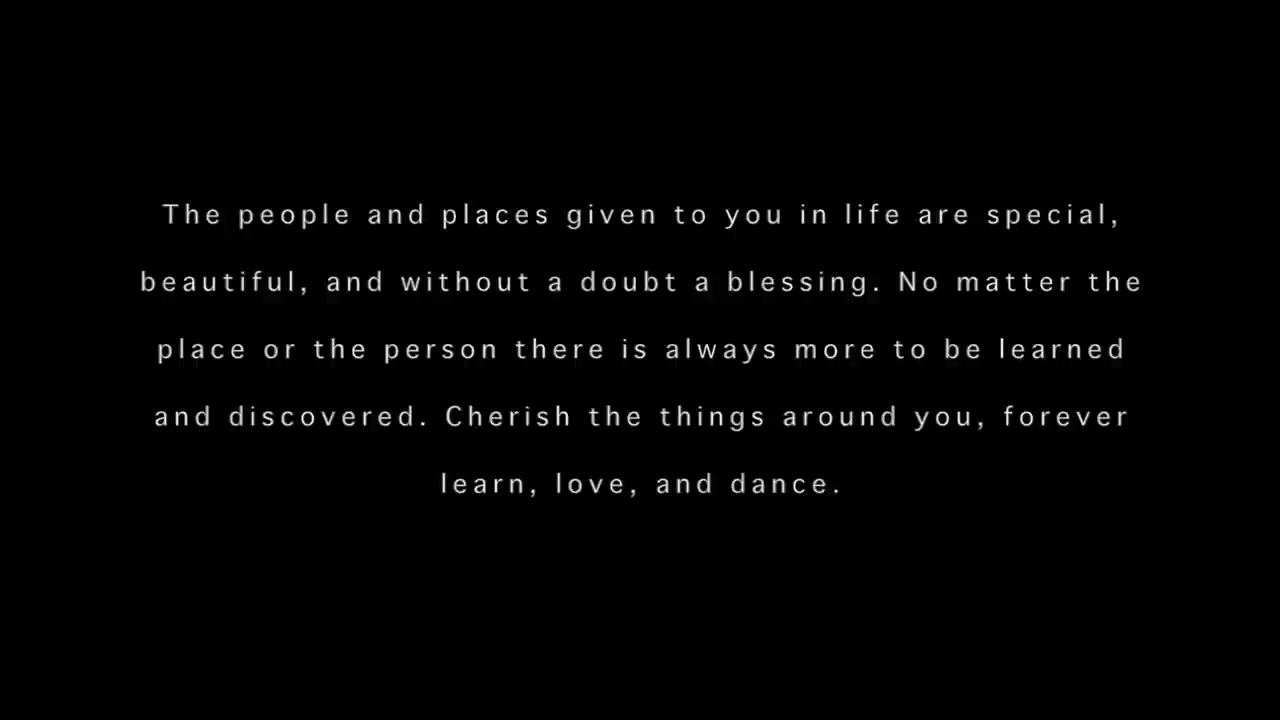 The people and places given to you in life are special,
beautiful, and without a doubt a blessing. No matter the
place or the person there is always more to be learned
and discovered. Cherish the things around you, forever
learn, love, and dance.